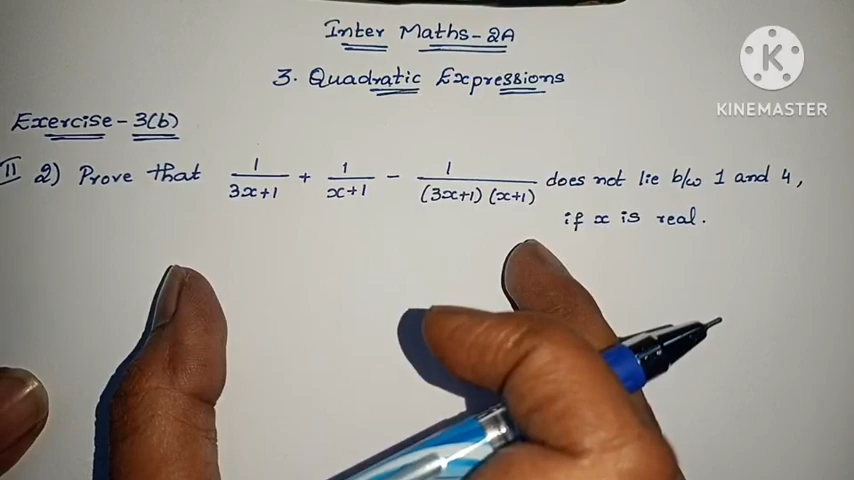 Inter Maths-2A
3. Quadratic Expressions
K
KINEMASTER
Exercise-3(b)
II 2) Prove that 1/(3x+1) + 1/(x+1) - 1/((3x+1)(x+1)) does not lie b/w 1 and 4,
if x is real.